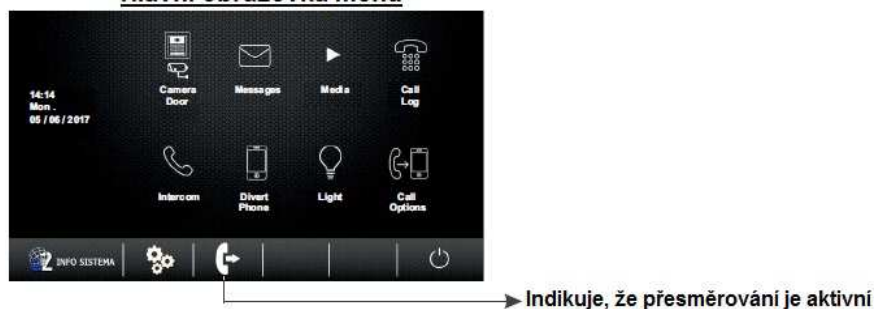 Hlavní obrazovka menu
14:14
Mon .
05 / 06 / 2017
Camera
Door
Messages
Media
Call
Log
Intercom
Divert
Phone
Light
Call
Options
2 INFO SISTEMA
Indikuje, že přesměrování je aktivní